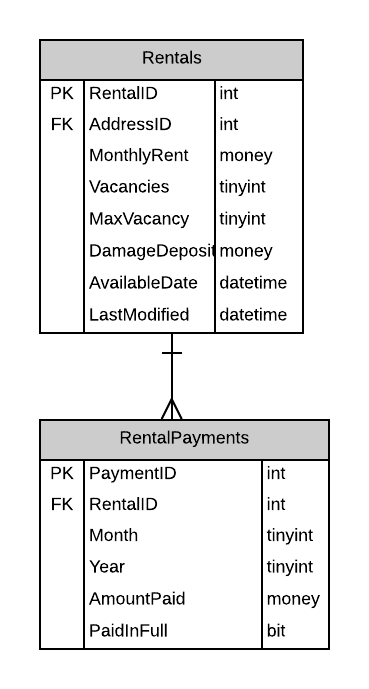 Rentals
PK RentalID int
FK AddressID int
MonthlyRent money
Vacancies tinyint
MaxVacancy tinyint
DamageDeposit money
AvailableDate datetime
LastModified datetime
RentalPayments
PK PaymentID int
FK RentalID int
Month tinyint
Year tinyint
AmountPaid money
PaidInFull bit